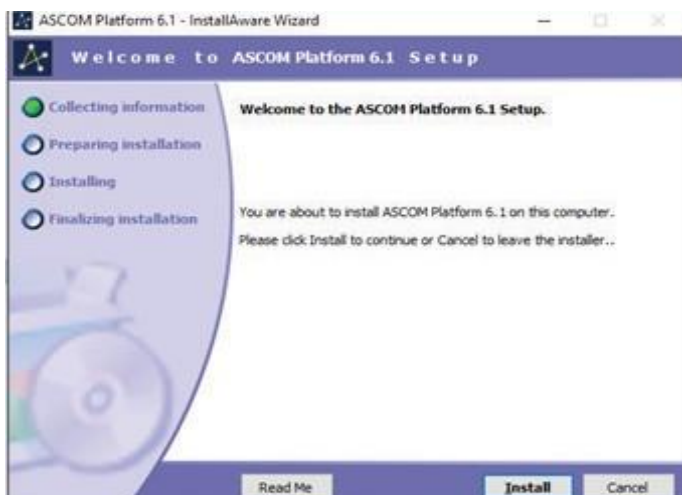 ASCOM Platform 6.1 - InstallAware Wizard
Welcome to ASCOM Platform 6.1 Setup
Collecting information
Preparing installation
Installing
Finalizing installation
Welcome to the ASCOM Platform 6.1 Setup.
You are about to install ASCOM Platform 6.1 on this computer..
Please click Install to continue or Cancel to leave the installer..
Read Me
Install
Cancel